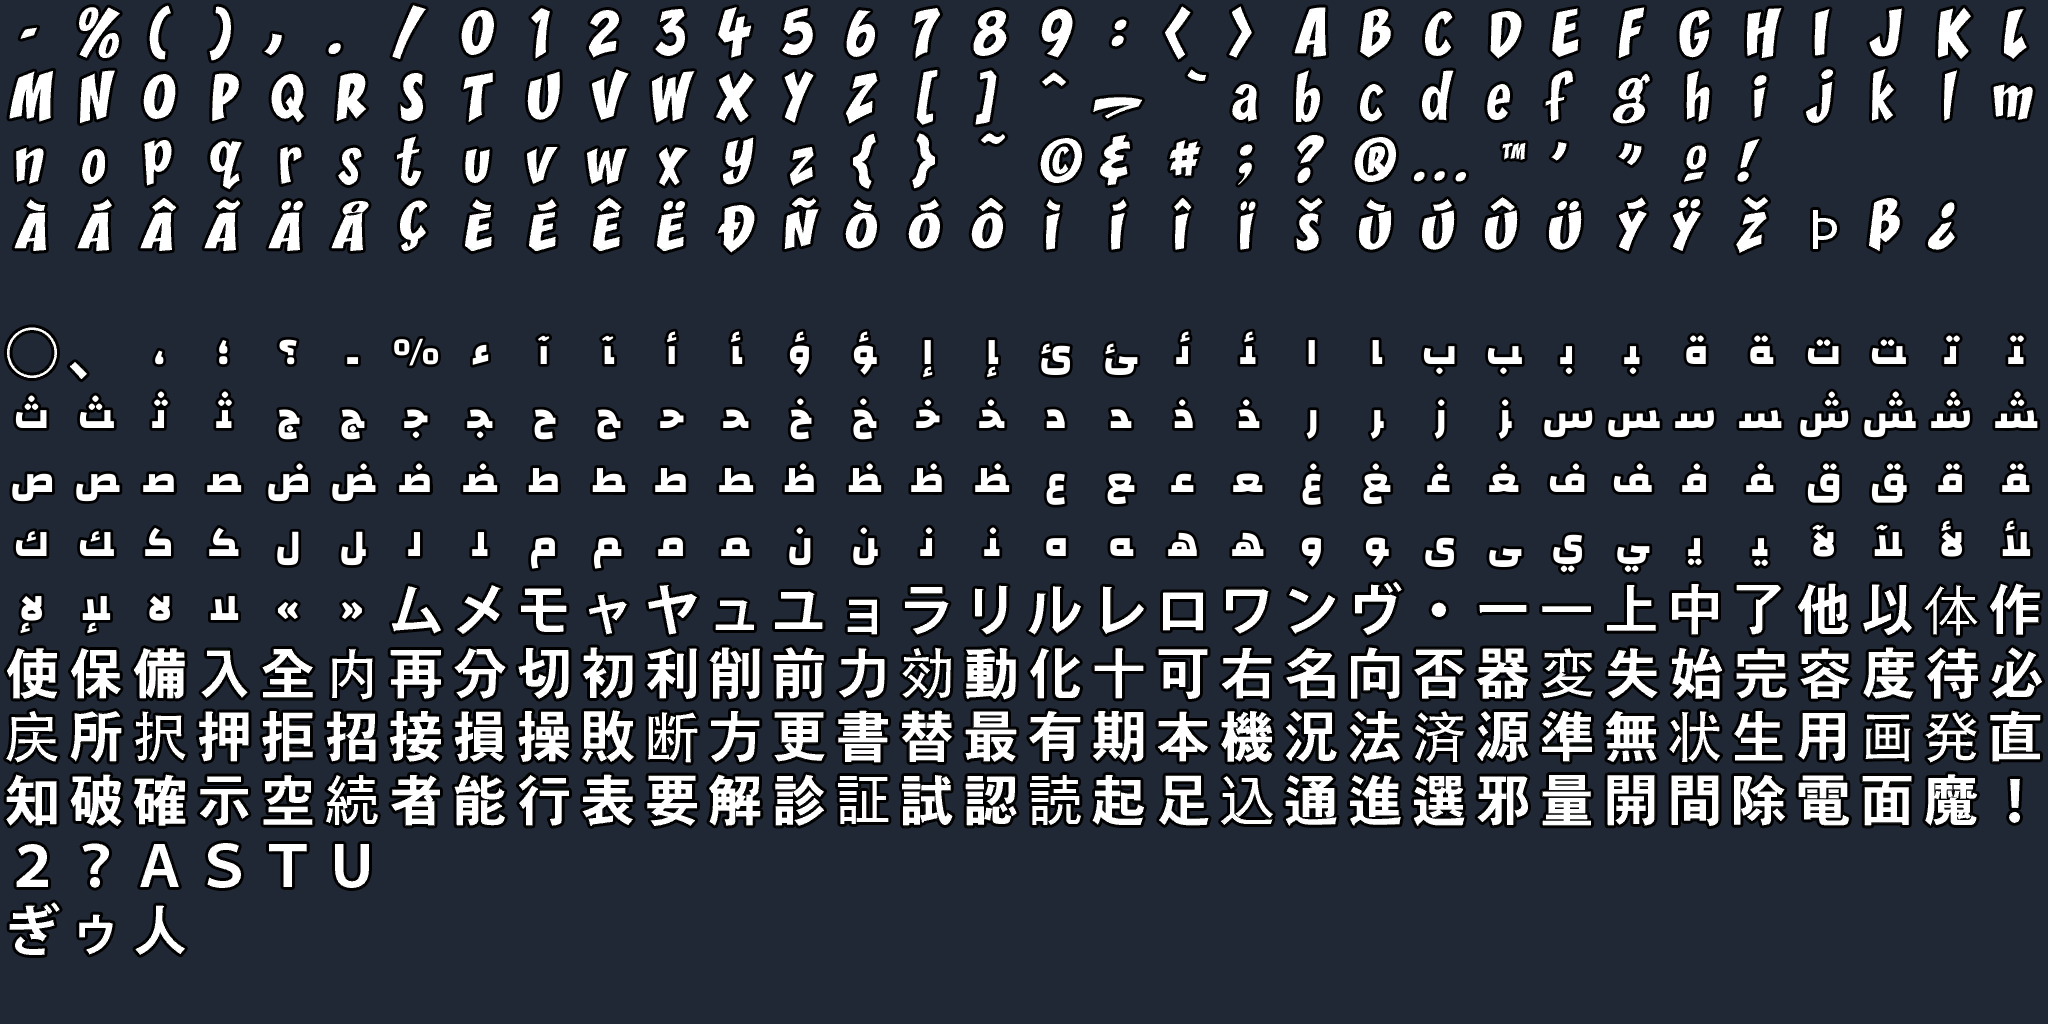 - % ( ) , . / 0 1 2 3 4 5 6 7 8 9 : < > A B C D E F G H I J K L
M N O P Q R S T U V W X Y Z [ ] ^ _ ` a b c d e f g h i j k l m
n o p q r s t u v w x y z { } ~ © & # ; ? ® … ™ ’ ” º !
À Á Â Ã Ä Å Ç È É Ê Ë Ð Ñ Ò Ó Ô Ì Í Î Ï Š Ù Ú Û Ü Ý Ÿ Ž Þ ß ¿
◯ 、 ، ؛ ؟ - % ﺀ ﺁ ﺂ ﺃ ﺄ ﺅ ﺆ ﺇ ﺈ ﺉ ﺊ ﺋ ﺌ ﺍ ﺎ ﺏ ﺐ ﺑ ﺒ ﺓ ﺔ ﺕ ﺖ ﺗ ﺘ
ﺙ ﺚ ﺛ ﺜ ﺝ ﺞ ﺟ ﺠ ﺡ ﺢ ﺣ ﺤ ﺥ ﺦ ﺧ ﺨ ﺩ ﺪ ﺫ ﺬ ﺭ ﺮ ﺯ ﺰ ﺱ ﺲ ﺳ ﺴ ﺵ ﺶ ﺷ ﺸ
ﺹ ﺺ ﺻ ﺼ ﺽ ﺾ ﺿ ﻀ ﻁ ﻂ ﻃ ﻄ ﻅ ﻆ ﻇ ﻈ ﻉ ﻊ ﻋ ﻌ ﻍ ﻎ ﻏ ﻐ ﻑ ﻒ ﻓ ﻔ ﻕ ﻖ ﻗ ﻘ
ﻙ ﻚ ﻛ ﻜ ﻝ ﻞ ﻟ ﻠ ﻡ ﻢ ﻣ ﻤ ﻥ ﻦ ﻧ ﻨ ﻩ ﻪ ﻫ ﻬ ﻭ ﻮ ﻯ ﻰ ﻱ ﻲ ﻳ ﻴ ﻵ ﻶ ﻷ ﻸ
ﻹ ﻺ ﻻ ﻼ « » ム メ モ ャ ヤ ュ ユ ョ ラ リ ル レ ロ ワ ン ヴ ・ ー 一 上 中 了 他 以 体 作
使 保 備 入 全 内 再 分 切 初 利 削 前 力 効 動 化 十 可 右 名 向 否 器 変 失 始 完 容 度 待 必
戻 所 択 押 拒 招 接 損 操 敗 断 方 更 書 替 最 有 期 本 機 況 法 済 源 準 無 状 生 用 画 発 直
知 破 確 示 空 続 者 能 行 表 要 解 診 証 試 認 読 起 足 込 通 進 選 邪 量 開 間 除 電 面 魔 ！
２ ？ Ａ Ｓ Ｔ Ｕ
ぎ ゥ 人